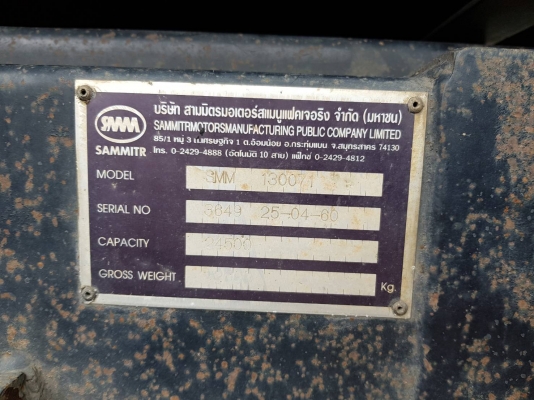 บริษัท สามมิตรมอเตอร์สแมนูแฟคเจอริง จำกัด (มหาชน)
SMM SAMMITRMOTORSMANUFACTURING PUBLIC COMPANY LIMITED
85/1 หมู่ 3 ถ.เศรษฐกิจ 1 ต.อ้อมน้อย อ.กระทุ่มแบน จ.สมุทรสาคร 74130
SAMMITR โทร. 0-2429-4888 (อัตโนมัติ 10 สาย) แฟ็กซ์ 0-2429-4812
MODEL SMM
SERIAL NO 25-04-60
CAPACITY
GROSS WEIGHT Kg.